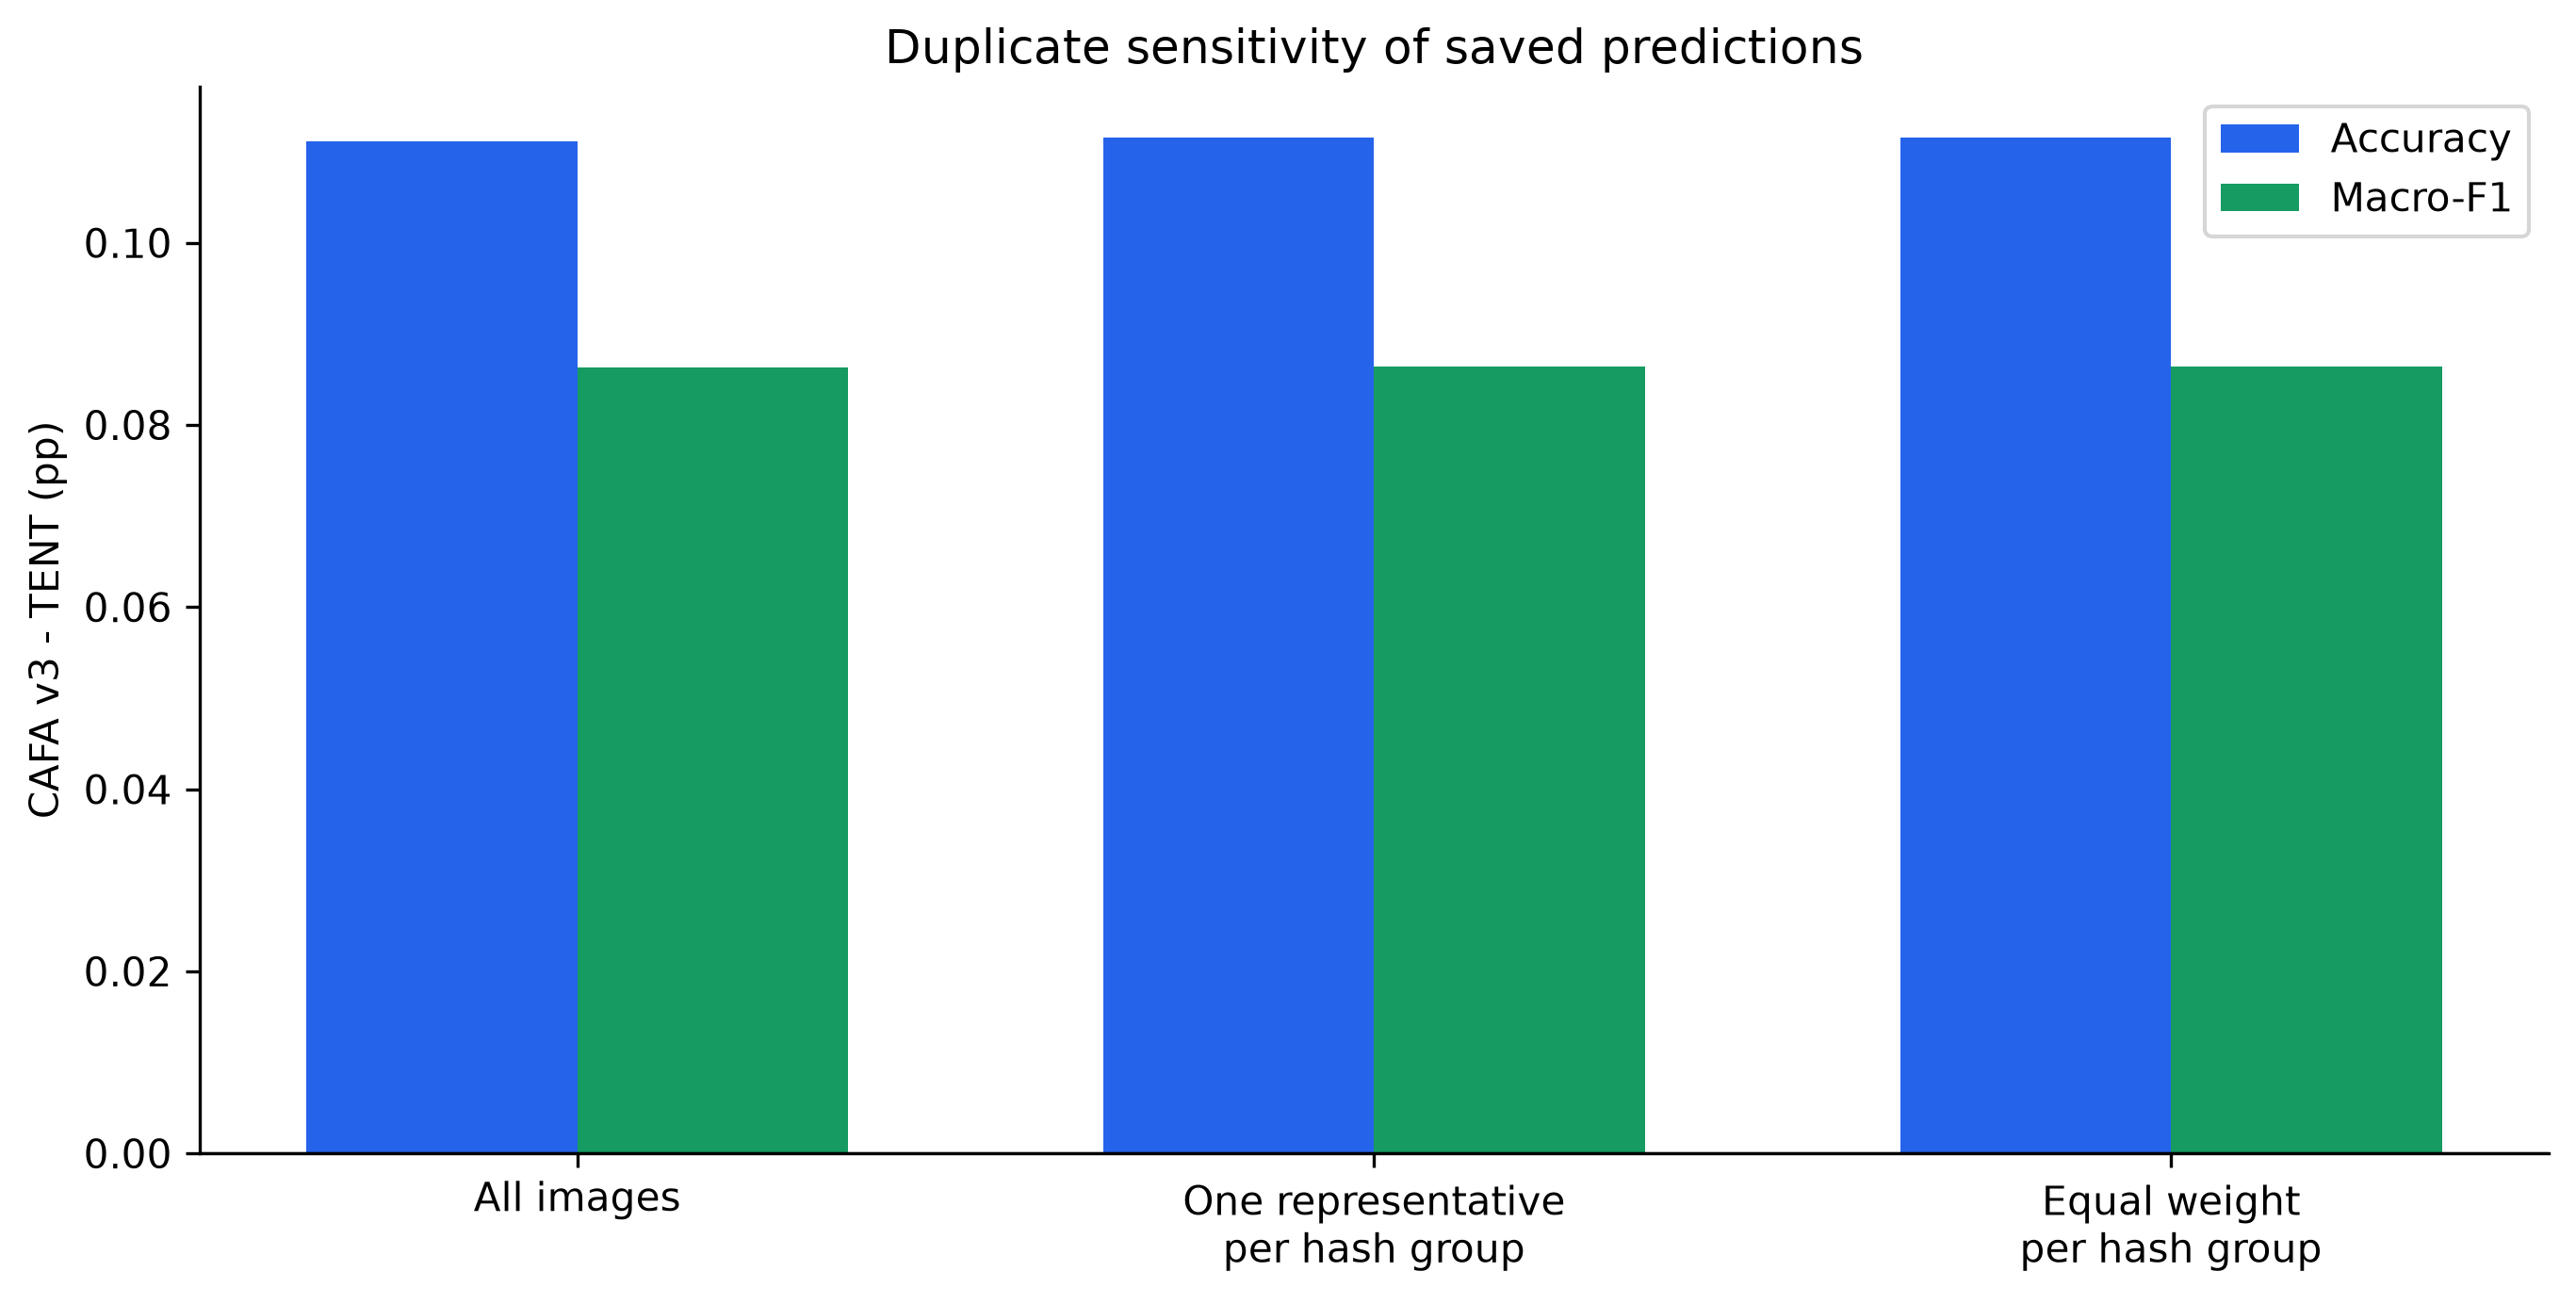 Duplicate sensitivity of saved predictions
Accuracy
Macro-F1
CAFA v3 - TENT (pp)
0.10
0.08
0.06
0.04
0.02
0.00
All images
One representative
per hash group
Equal weight
per hash group